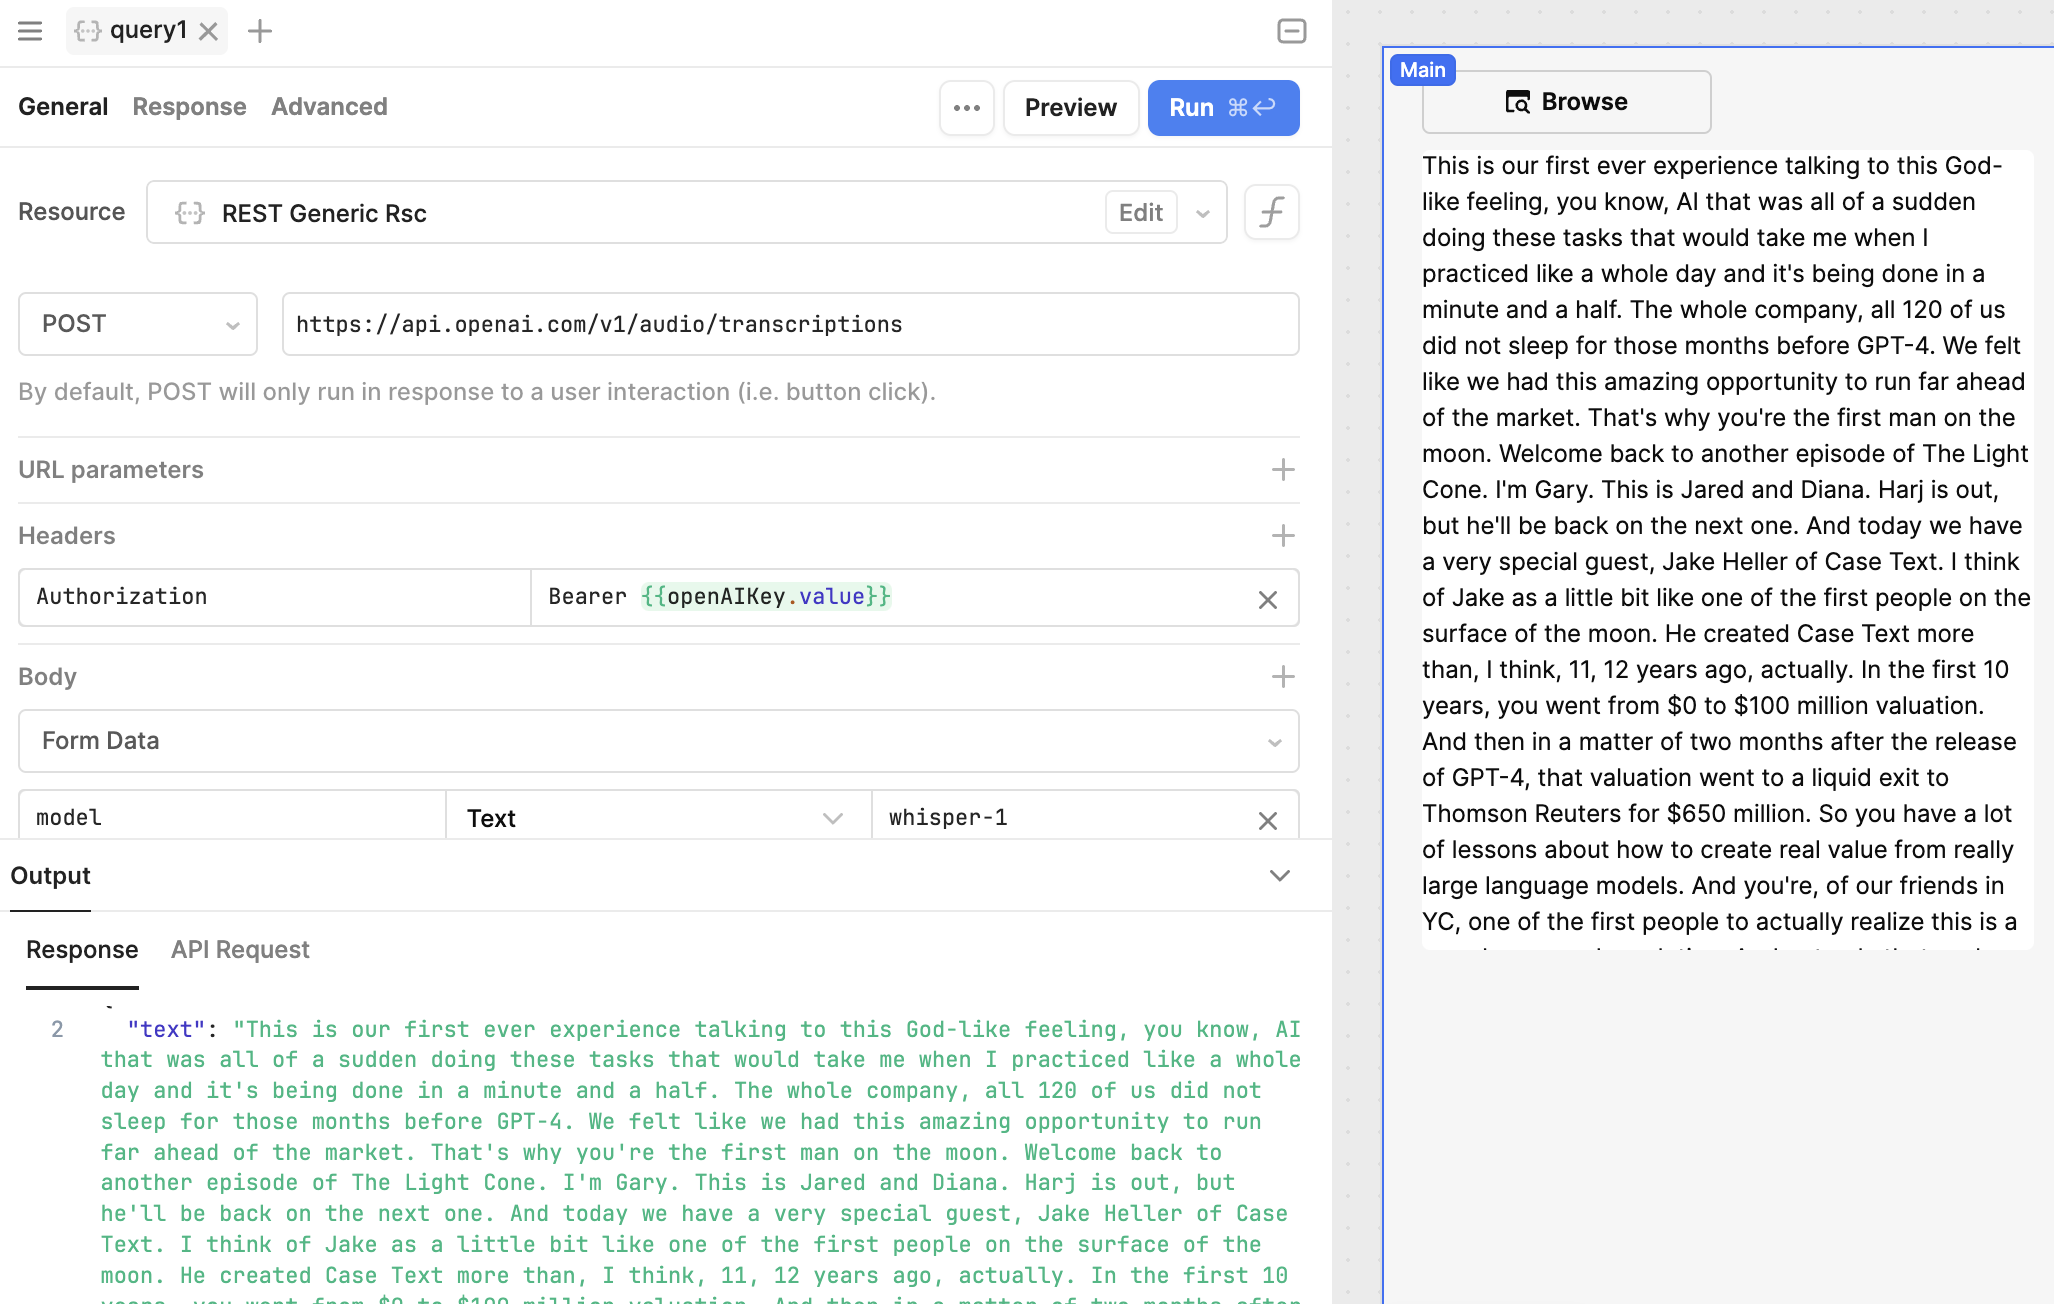 query1
General Response Advanced
Preview
Run ⌘↩
Resource
REST Generic Rsc
Edit
POST
https://api.openai.com/v1/audio/transcriptions
By default, POST will only run in response to a user interaction (i.e. button click).
URL parameters
Headers
Authorization
Bearer {{openAIKey.value}}
Body
Form Data
model
Text
whisper-1
Output
Response API Request
2
"text": "This is our first ever experience talking to this God-like feeling, you know, AI
that was all of a sudden doing these tasks that would take me when I practiced like a whole
day and it's being done in a minute and a half. The whole company, all 120 of us did not
sleep for those months before GPT-4. We felt like we had this amazing opportunity to run
far ahead of the market. That's why you're the first man on the moon. Welcome back to
another episode of The Light Cone. I'm Gary. This is Jared and Diana. Harj is out, but
he'll be back on the next one. And today we have a very special guest, Jake Heller of Case
Text. I think of Jake as a little bit like one of the first people on the surface of the
moon. He created Case Text more than, I think, 11, 12 years ago, actually. In the first 10
years, you went from $0 to $100 million valuation. And then in a matter of two months after
Main
Browse
This is our first ever experience talking to this God-
like feeling, you know, AI that was all of a sudden
doing these tasks that would take me when I
practiced like a whole day and it's being done in a
minute and a half. The whole company, all 120 of us
did not sleep for those months before GPT-4. We felt
like we had this amazing opportunity to run far ahead
of the market. That's why you're the first man on the
moon. Welcome back to another episode of The Light
Cone. I'm Gary. This is Jared and Diana. Harj is out,
but he'll be back on the next one. And today we have
a very special guest, Jake Heller of Case Text. I think
of Jake as a little bit like one of the first people on the
surface of the moon. He created Case Text more
than, I think, 11, 12 years ago, actually. In the first 10
years, you went from $0 to $100 million valuation.
And then in a matter of two months after the release
of GPT-4, that valuation went to a liquid exit to
Thomson Reuters for $650 million. So you have a lot
of lessons about how to create real value from really
large language models. And you're, of our friends in
YC, one of the first people to actually realize this is a